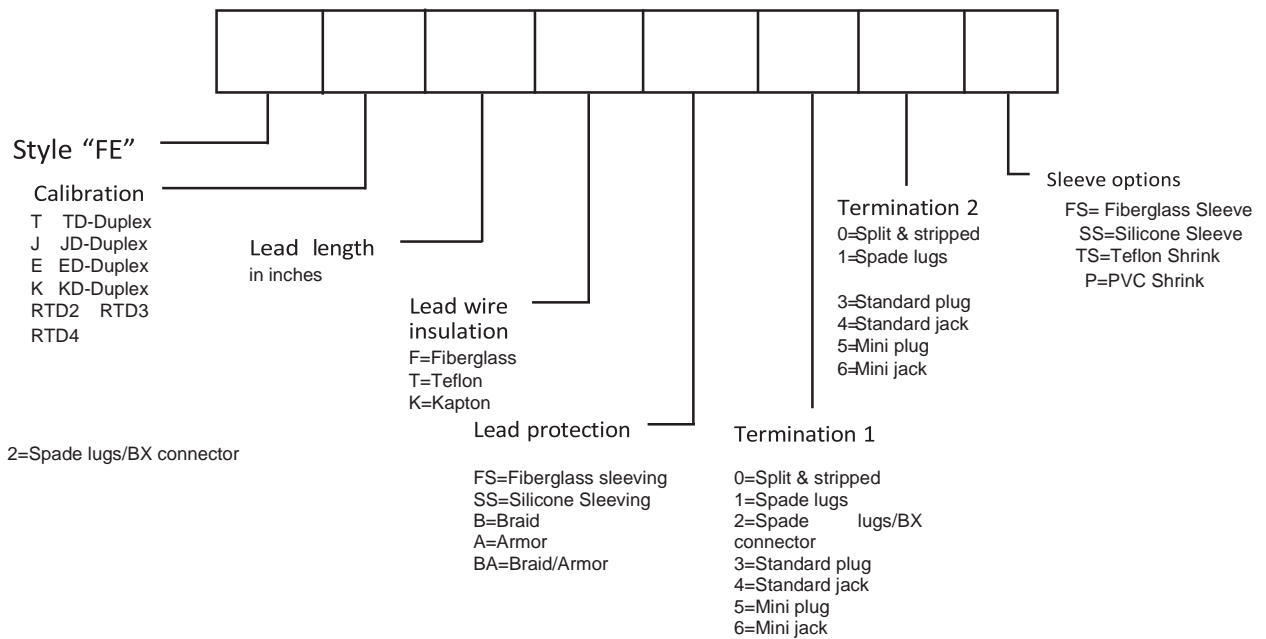 Style “FE”
Calibration
T TD-Duplex
J JD-Duplex
E ED-Duplex
K KD-Duplex
RTD2 RTD3
RTD4
Lead length
in inches
Lead wire
insulation
F=Fiberglass
T=Teflon
K=Kapton
2=Spade lugs/BX connector
Lead protection
FS=Fiberglass sleeving
SS=Silicone Sleeving
B=Braid
A=Armor
BA=Braid/Armor
Termination 1
0=Split & stripped
1=Spade lugs
2=Spade lugs/BX
connector
3=Standard plug
4=Standard jack
5=Mini plug
6=Mini jack
Termination 2
0=Split & stripped
1=Spade lugs
3=Standard plug
4=Standard jack
5=Mini plug
6=Mini jack
Sleeve options
FS= Fiberglass Sleeve
SS=Silicone Sleeve
TS=Teflon Shrink
P=PVC Shrink